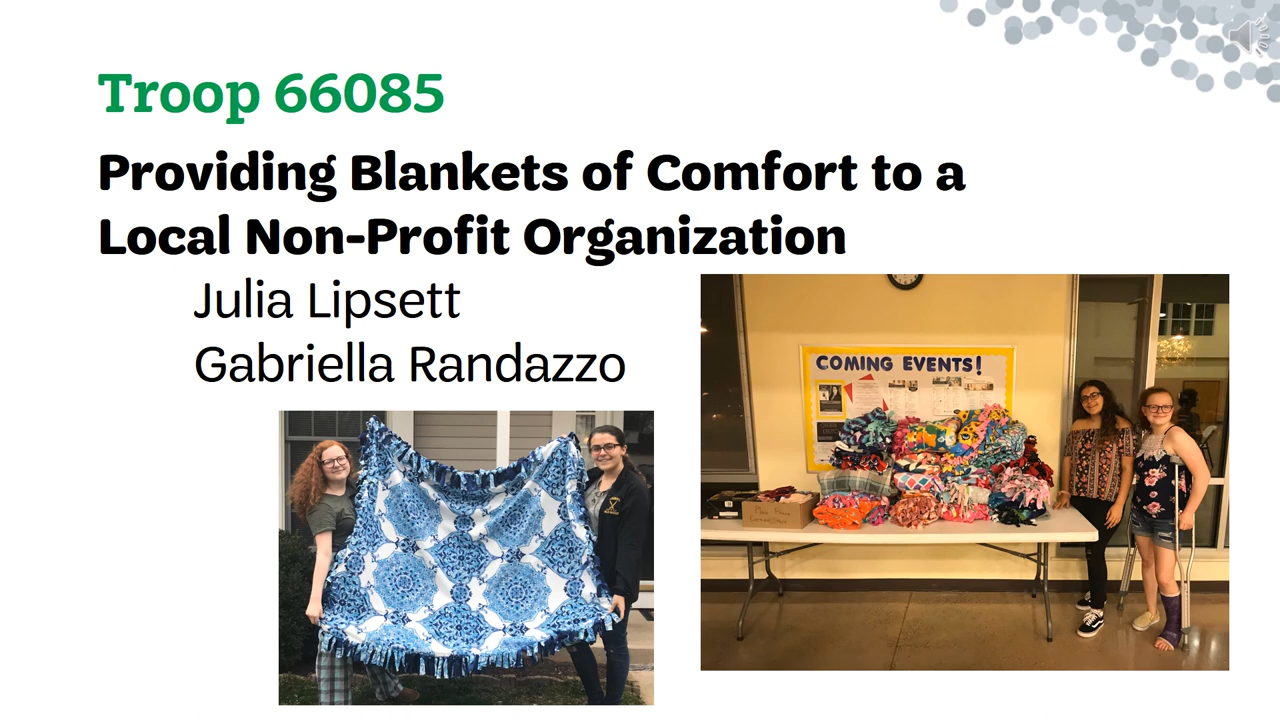 Troop 66085
Providing Blankets of Comfort to a
Local Non-Profit Organization
Julia Lipsett
Gabriella Randazzo
COMING EVENTS!